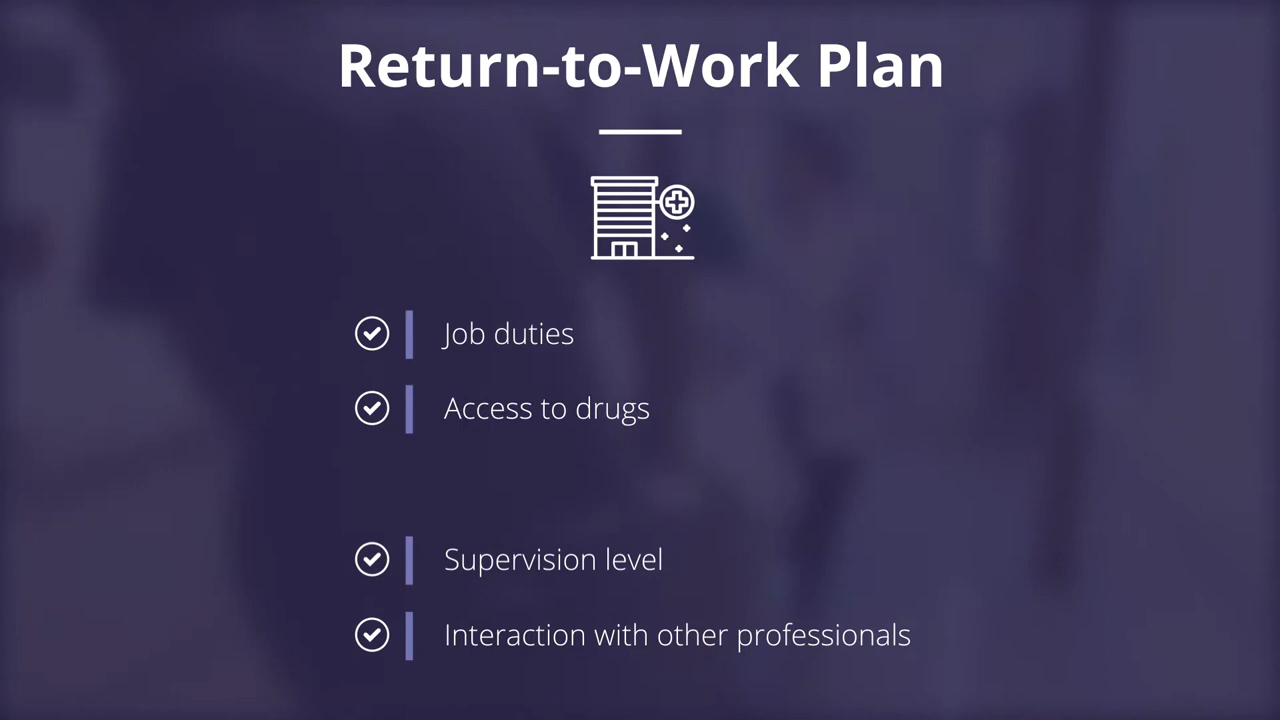 Return-to-Work Plan
Job duties
Access to drugs
Supervision level
Interaction with other professionals